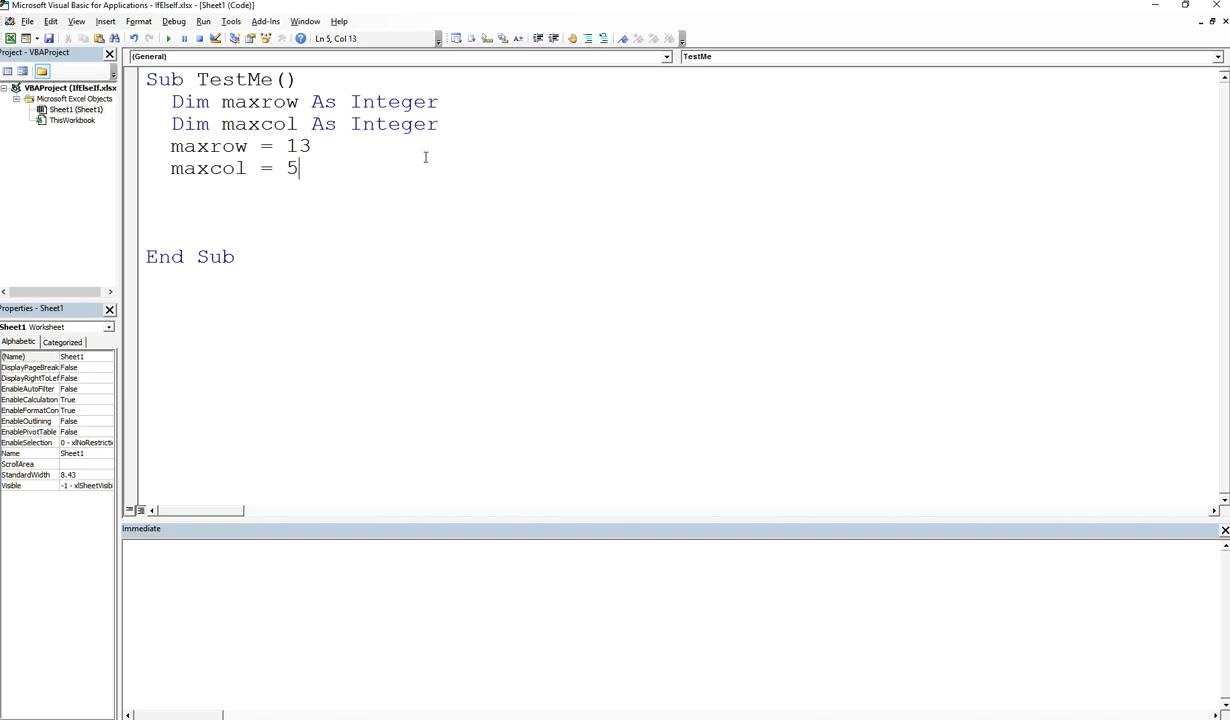 Microsoft Visual Basic for Applications - IfElseIf.xlsx - [Sheet1 (Code)]
File Edit View Insert Format Debug Run Tools Add-Ins Window Help
Ln 5, Col 13
Project - VBAProject
(General) TestMe
VBAProject (IfElseIf.xlsx
Microsoft Excel Objects
Sheet1 (Sheet1)
ThisWorkbook
Sub TestMe()
Dim maxrow As Integer
Dim maxcol As Integer
maxrow = 13
maxcol = 5
End Sub
Properties - Sheet1
Sheet1 Worksheet
Alphabetic Categorized
(Name) Sheet1
DisplayPageBreak False
DisplayRightToLef False
EnableAutoFilter False
EnableCalculation True
EnableFormatCon True
EnableOutlining False
EnablePivotTable False
EnableSelection 0 - xlNoRestricti
Name Sheet1
ScrollArea
StandardWidth 8.43
Visible -1 - xlSheetVisib
Immediate